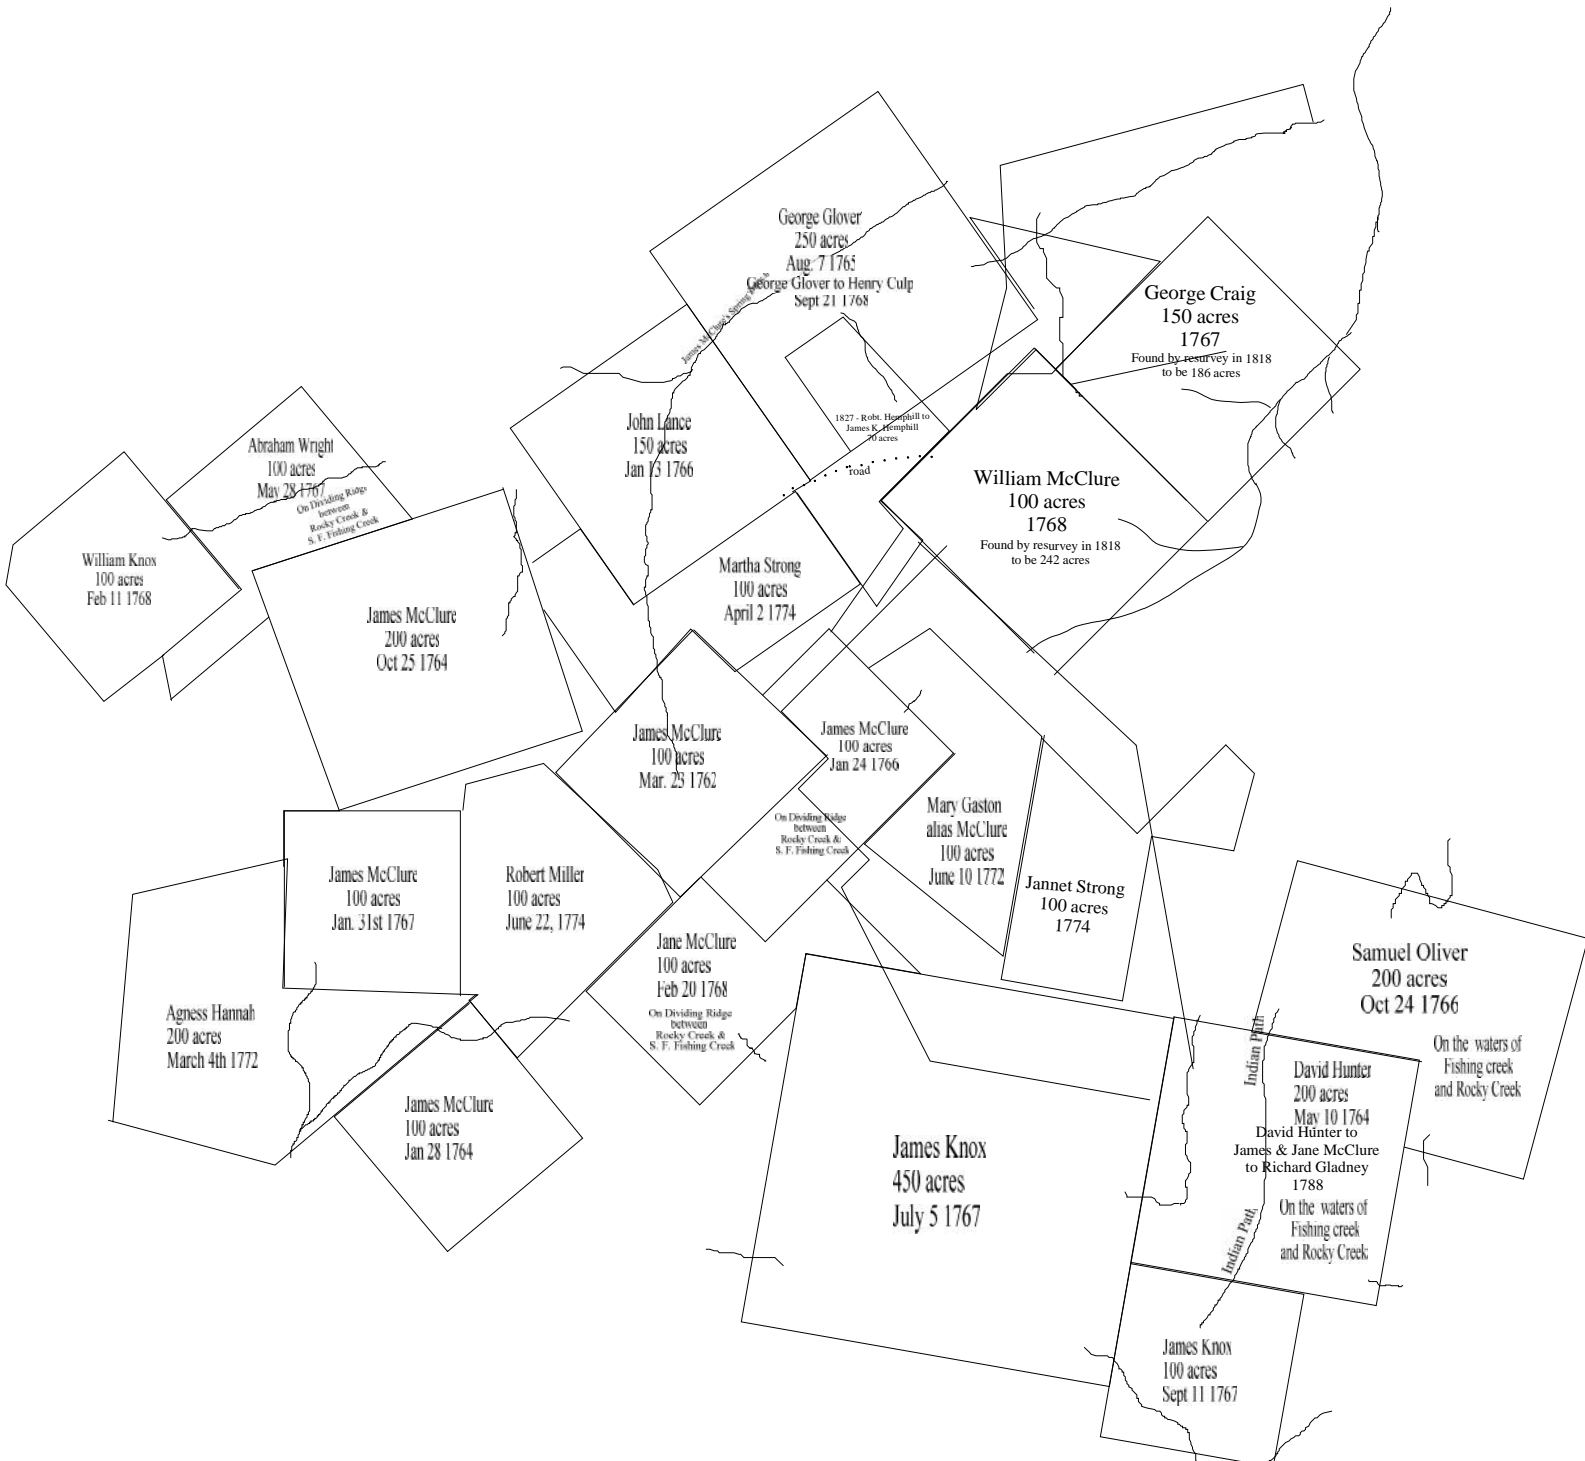 George Glover
250 acres
Aug. 7 1765
George Glover to Henry Culp
Sept 21 1768
James McClure's Spring Branch
George Craig
150 acres
1767
Found by resurvey in 1818
to be 186 acres
John Lance
150 acres
Jan 13 1766
1827 - Robt. Hemphill to
James K. Hemphill
70 acres
road
William McClure
100 acres
1768
Found by resurvey in 1818
to be 242 acres
Abraham Wright
100 acres
May 28 1767
On Dividing Ridge
between
Rocky Creek &
S. F. Fishing Creek
William Knox
100 acres
Feb 11 1768
James McClure
200 acres
Oct 25 1764
Martha Strong
100 acres
April 2 1774
James McClure
100 acres
Mar. 23 1762
James McClure
100 acres
Jan 24 1766
On Dividing Ridge
between
Rocky Creek &
S. F. Fishing Creek
Mary Gaston
alias McClure
100 acres
June 10 1772
Jannet Strong
100 acres
1774
James McClure
100 acres
Jan. 31st 1767
Robert Miller
100 acres
June 22, 1774
Jane McClure
100 acres
Feb 20 1768
On Dividing Ridge
between
Rocky Creek &
S. F. Fishing Creek
Agness Hannah
200 acres
March 4th 1772
James McClure
100 acres
Jan 28 1764
Samuel Oliver
200 acres
Oct 24 1766
On the waters of
Fishing creek
and Rocky Creek
Indian Path
David Hunter
200 acres
May 10 1764
David Hunter to
James & Jane McClure
to Richard Gladney
1788
On the waters of
Fishing creek
and Rocky Creek
Indian Path
James Knox
450 acres
July 5 1767
James Knox
100 acres
Sept 11 1767